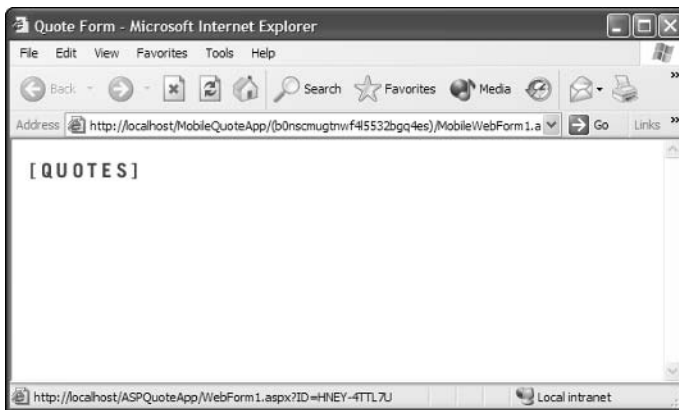 Quote Form - Microsoft Internet Explorer
File Edit View Favorites Tools Help
Back Search Favorites Media »
Address http://localhost/MobileQuoteApp/(b0nscmugtnwf4l5532bgq4es)/MobileWebForm1.a Go Links »
[QUOTES]
http://localhost/ASPQuoteApp/WebForm1.aspx?ID=HNEY-4TTL7U Local intranet